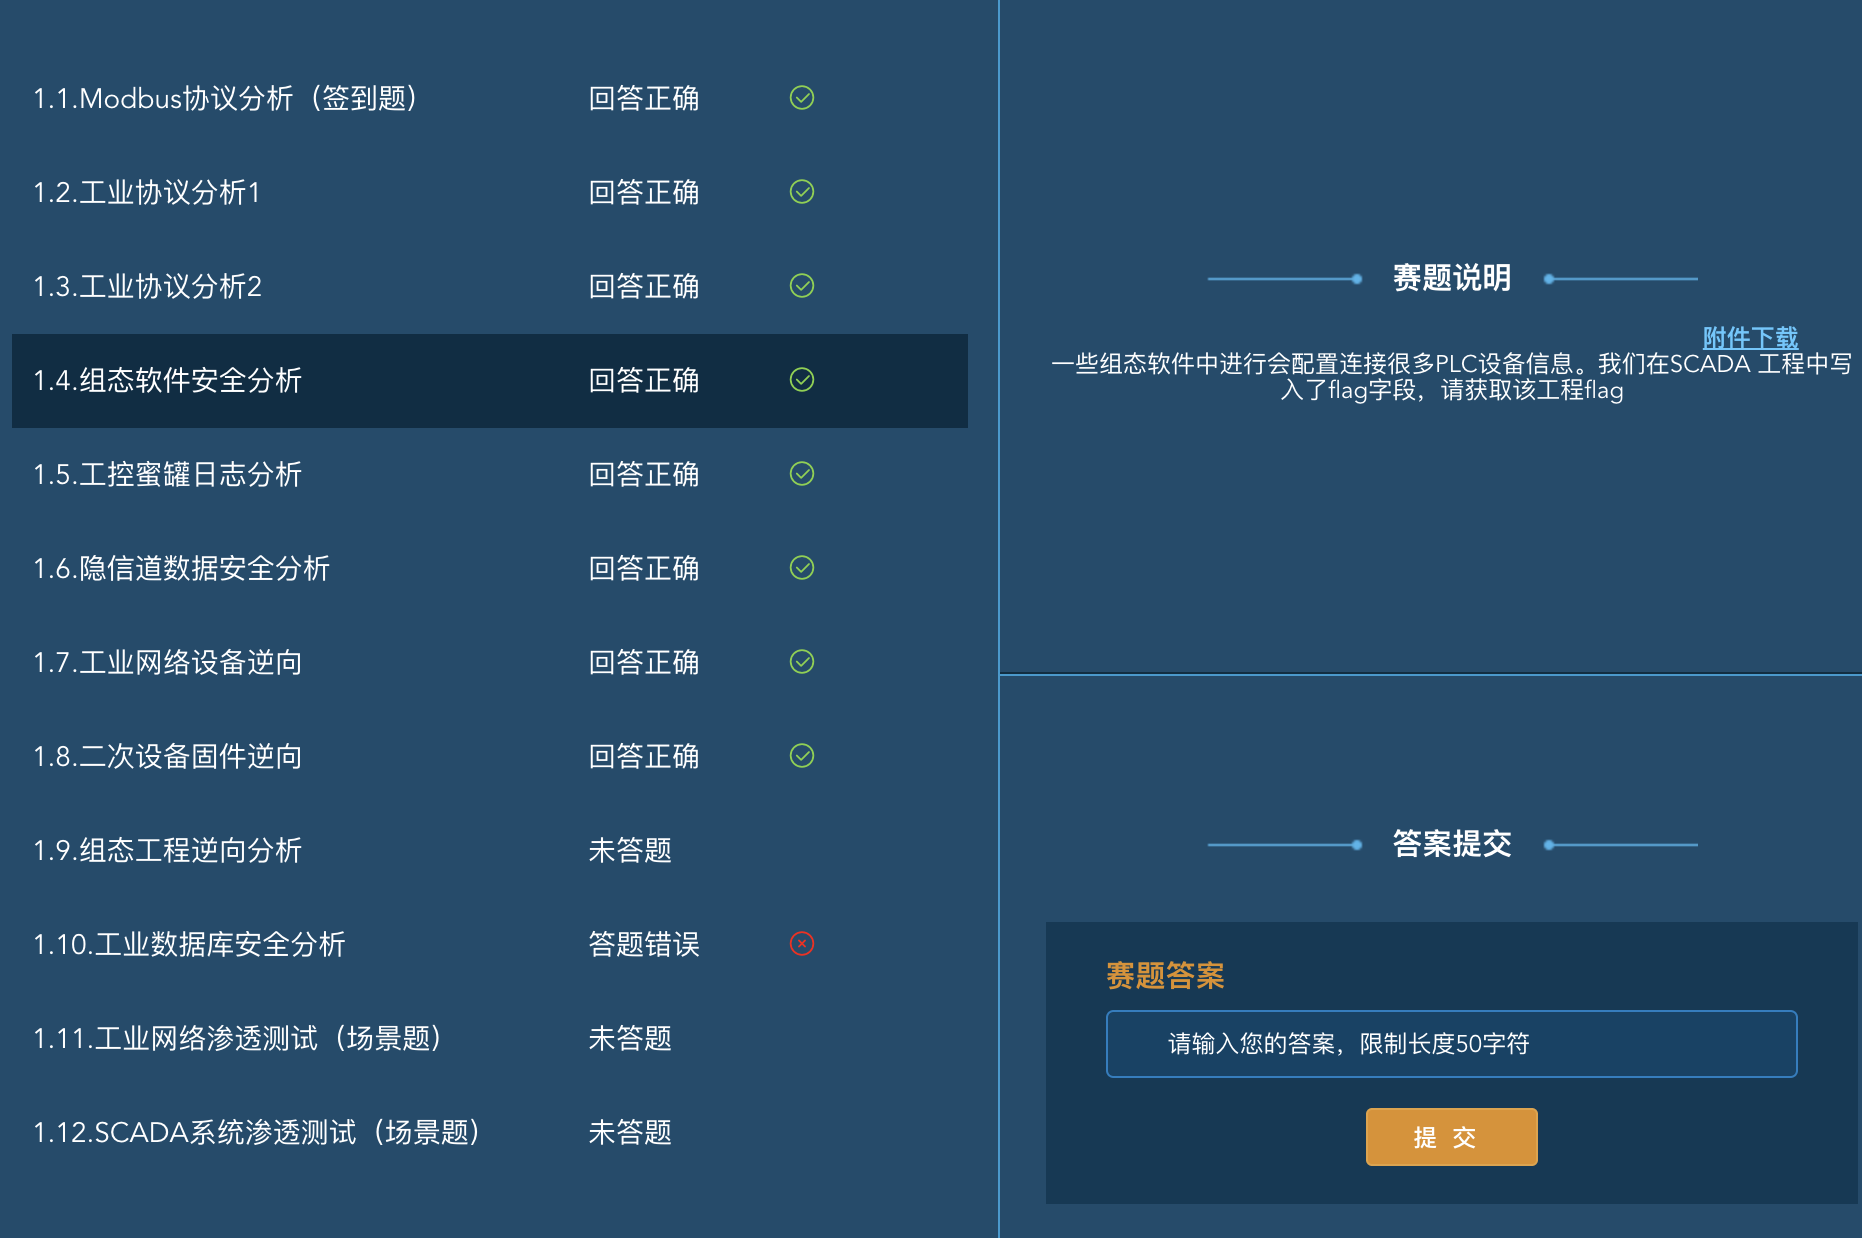 1.1.Modbus协议分析（签到题） 回答正确
1.2.工业协议分析1 回答正确
1.3.工业协议分析2 回答正确
1.4.组态软件安全分析 回答正确
1.5.工控蜜罐日志分析 回答正确
1.6.隐信道数据安全分析 回答正确
1.7.工业网络设备逆向 回答正确
1.8.二次设备固件逆向 回答正确
1.9.组态工程逆向分析 未答题
1.10.工业数据库安全分析 答题错误
1.11.工业网络渗透测试（场景题） 未答题
1.12.SCADA系统渗透测试（场景题） 未答题
赛题说明
附件下载
一些组态软件中进行会配置连接很多PLC设备信息。我们在SCADA 工程中写
入了flag字段，请获取该工程flag
答案提交
赛题答案
请输入您的答案，限制长度50字符
提 交